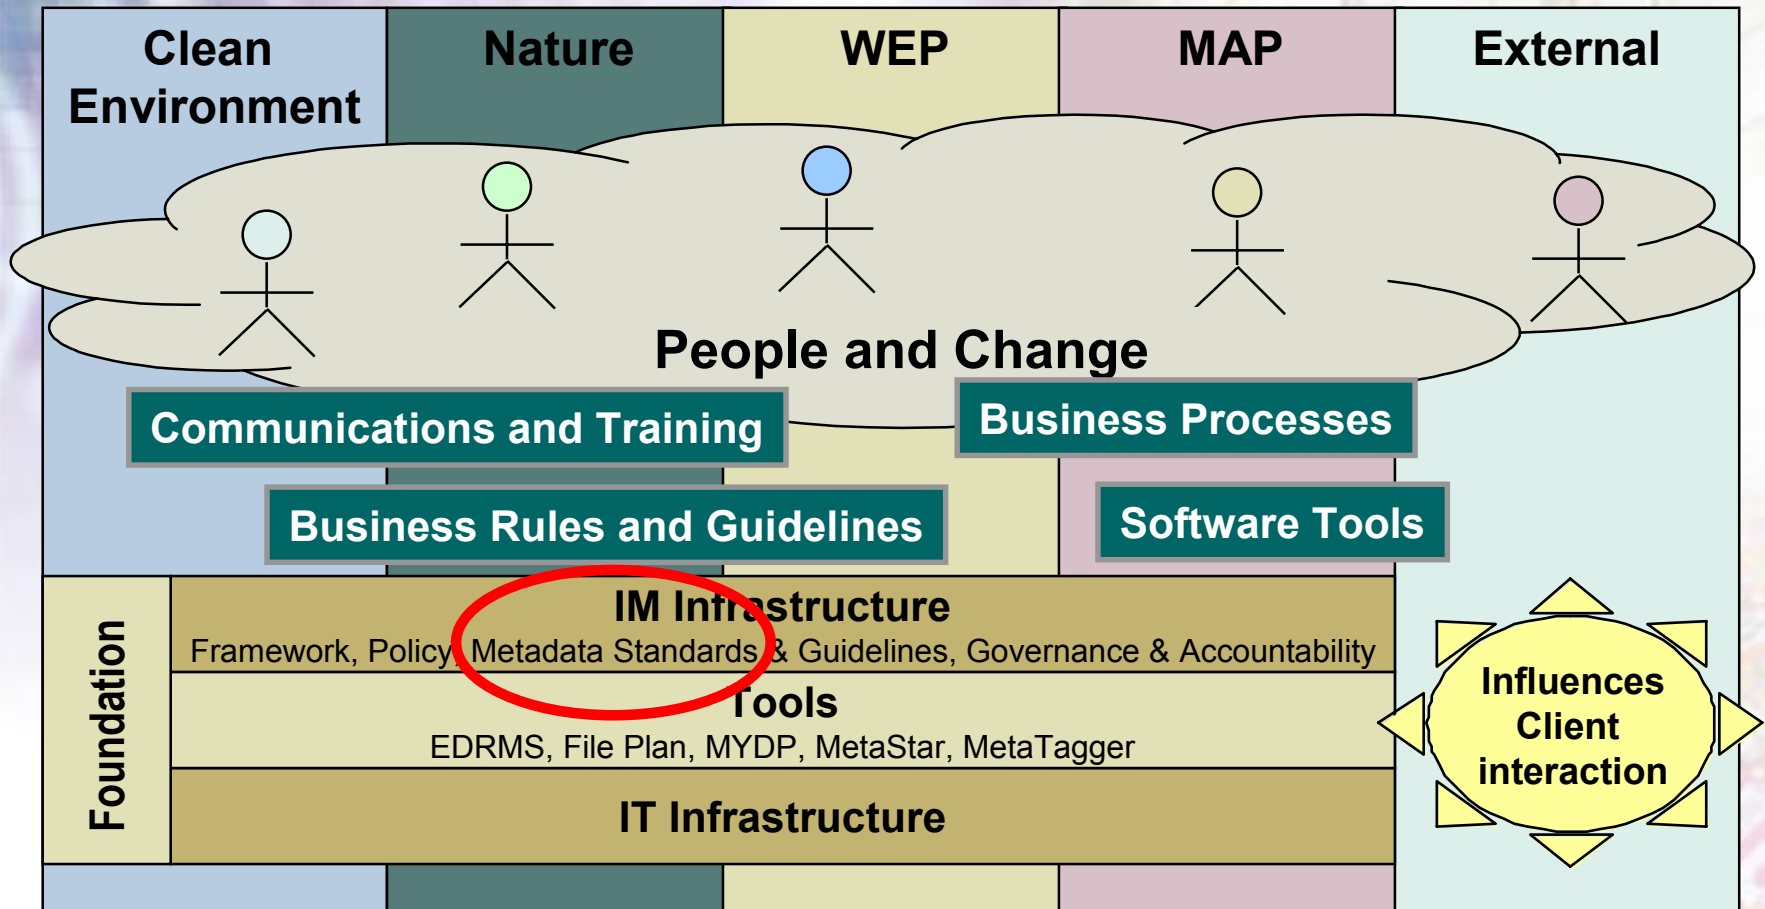 Clean
Environment
Nature
WEP
MAP
External
People and Change
Communications and Training
Business Processes
Business Rules and Guidelines
Software Tools
Foundation
IM Infrastructure
Framework, Policy, Metadata Standards & Guidelines, Governance & Accountability
Tools
EDRMS, File Plan, MYDP, MetaStar, MetaTagger
IT Infrastructure
Influences
Client
interaction